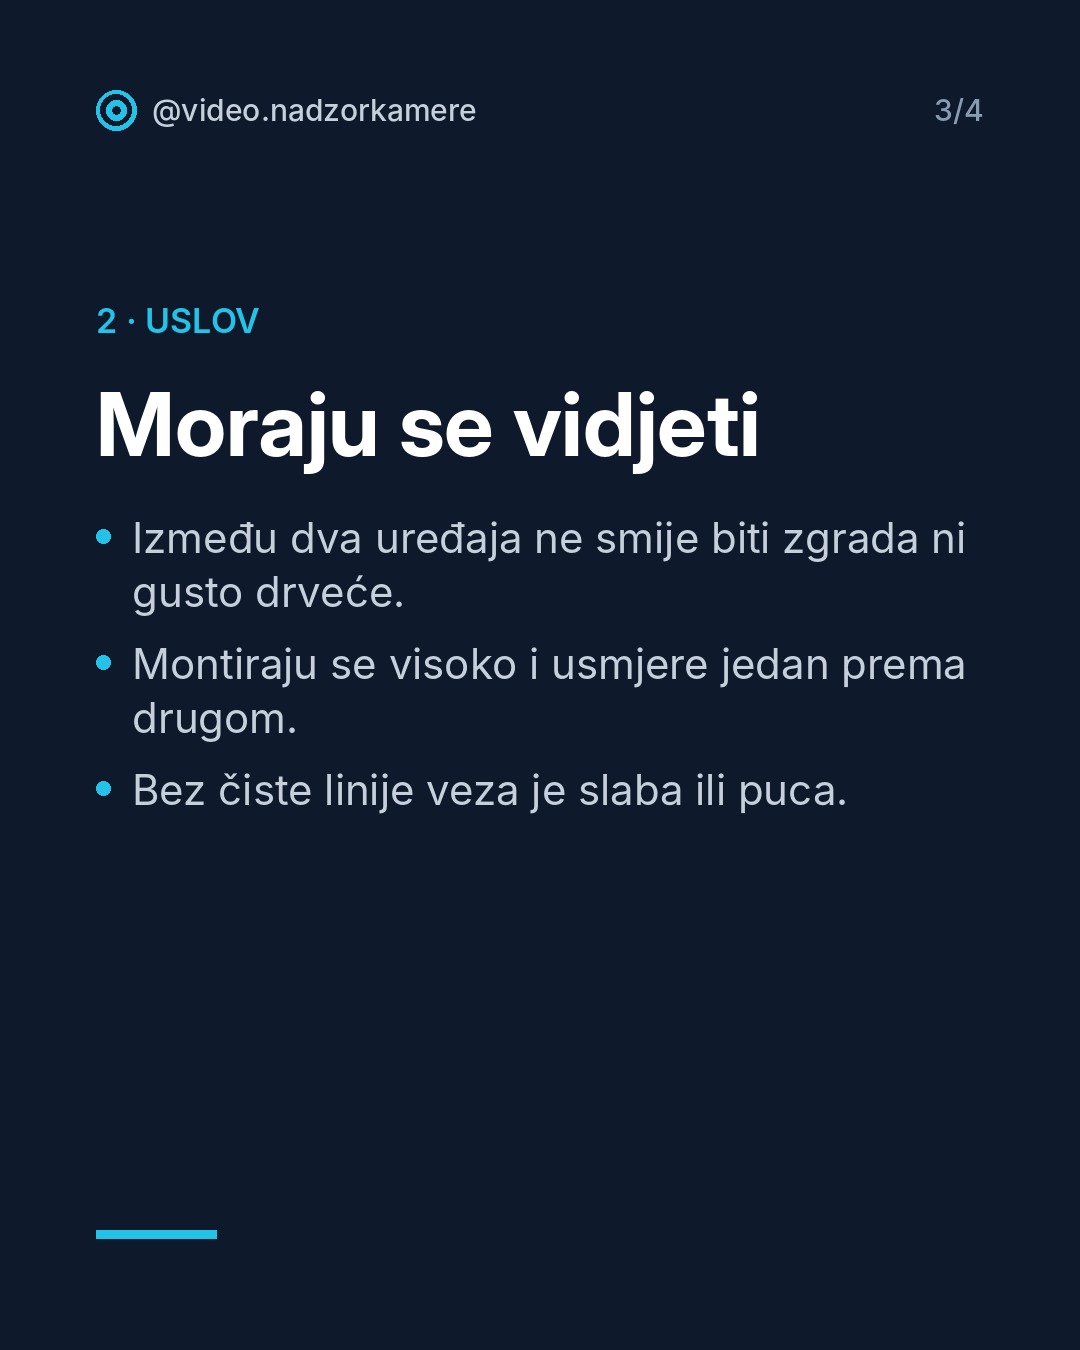 @video.nadzorkamere
3/4
2 · USLOV
Moraju se vidjeti
Između dva uređaja ne smije biti zgrada ni
gusto drveće.
Montiraju se visoko i usmjere jedan prema
drugom.
Bez čiste linije veza je slaba ili puca.